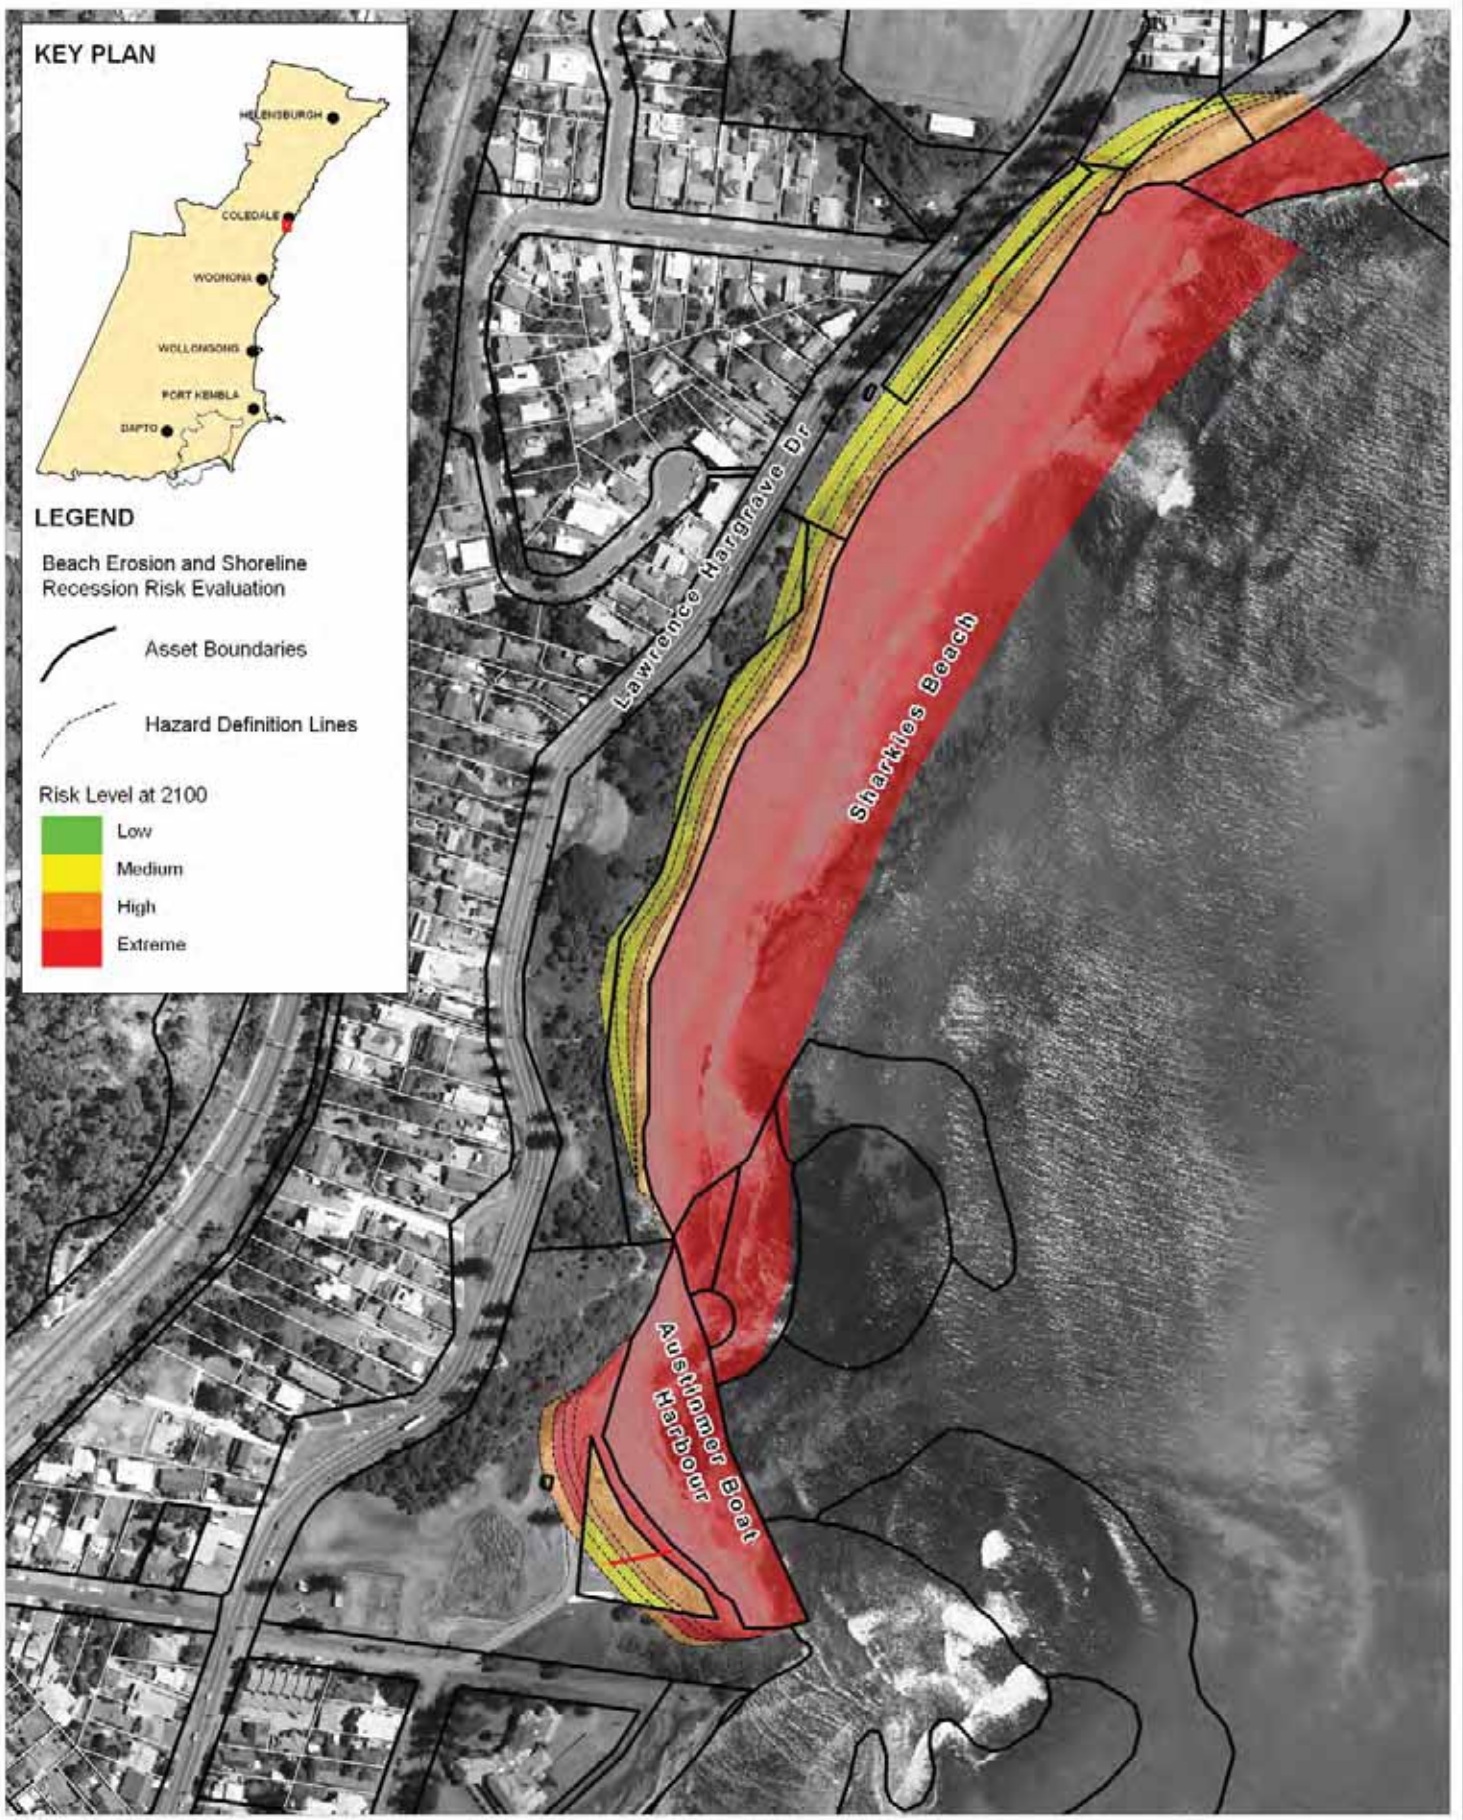 KEY PLAN
HELENSBURGH
COLEDALE
WOONONA
WOLLONGONG
PORT KEMBLA
DAPTO
LEGEND
Beach Erosion and Shoreline
Recession Risk Evaluation
Asset Boundaries
Hazard Definition Lines
Risk Level at 2100
Low
Medium
High
Extreme
Lawrence Hargrave Dr
Sharkies Beach
Austinmer Boat
Harbour